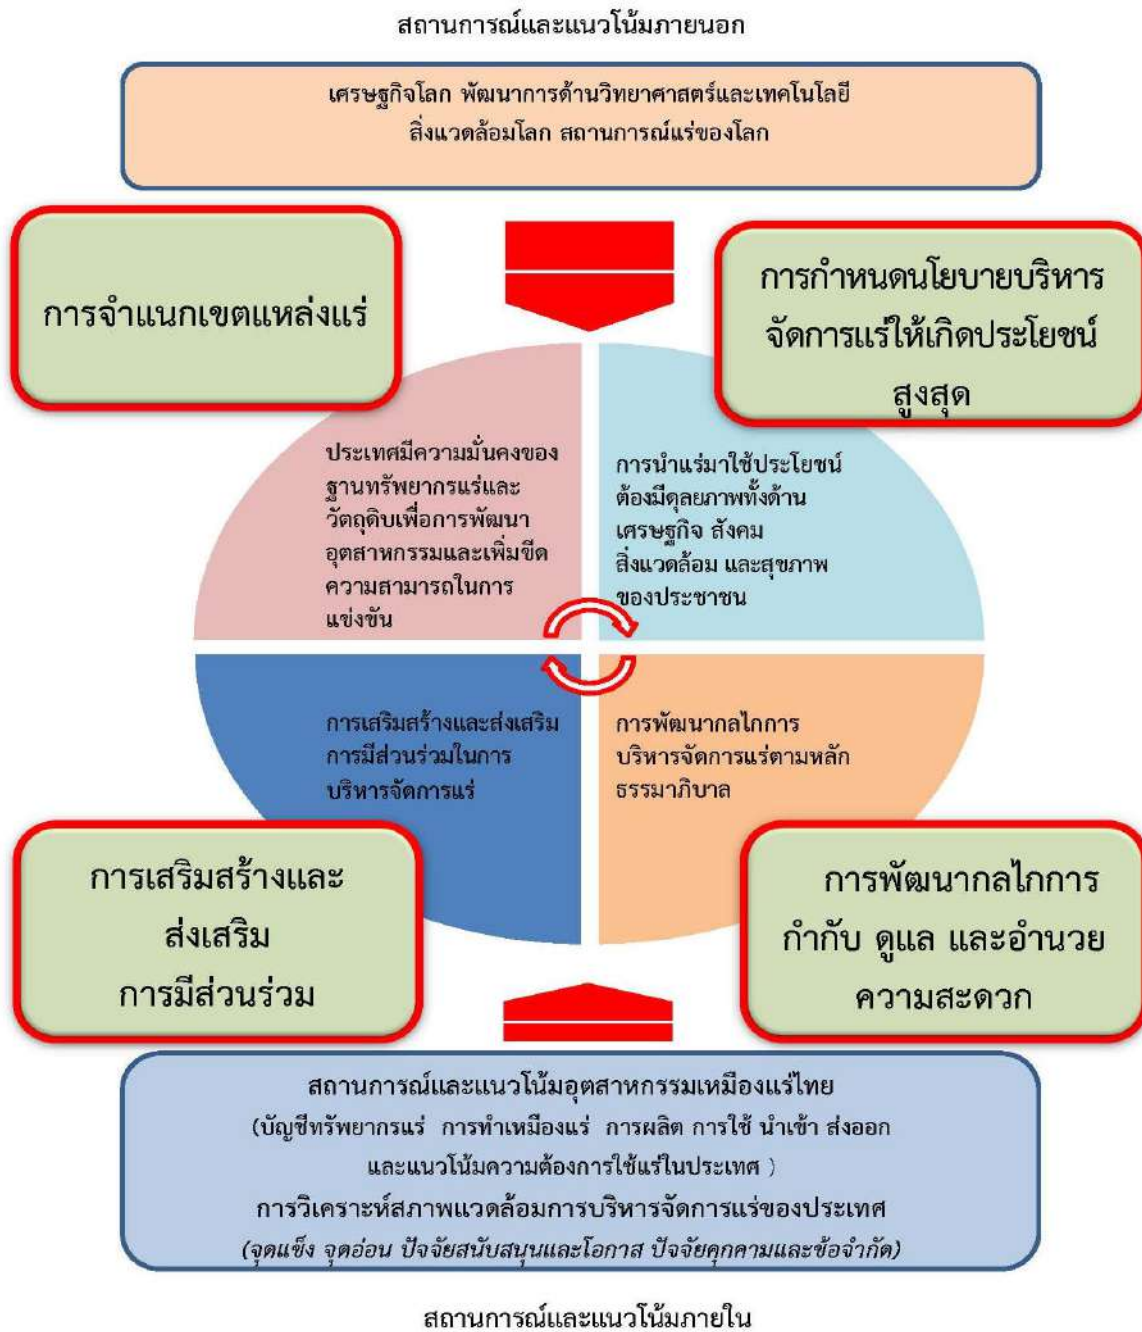 สถานการณ์และแนวโน้มภายนอก
เศรษฐกิจโลก พัฒนาการด้านวิทยาศาสตร์และเทคโนโลยี
สิ่งแวดล้อมโลก สถานการณ์แร่ของโลก
การจำแนกเขตแหล่งแร่
การกำหนดนโยบายบริหาร
จัดการแร่ให้เกิดประโยชน์
สูงสุด
ประเทศมีความมั่นคงของ
ฐานทรัพยากรแร่และ
วัตถุดิบเพื่อการพัฒนา
อุตสาหกรรมและเพิ่มขีด
ความสามารถในการ
แข่งขัน
การนำแร่มาใช้ประโยชน์
ต้องมีดุลยภาพทั้งด้าน
เศรษฐกิจ สังคม
สิ่งแวดล้อม และสุขภาพ
ของประชาชน
การเสริมสร้างและส่งเสริม
การมีส่วนร่วมในการ
บริหารจัดการแร่
การพัฒนากลไกการ
บริหารจัดการแร่ตามหลัก
ธรรมาภิบาล
การเสริมสร้างและ
ส่งเสริม
การมีส่วนร่วม
การพัฒนากลไกการ
กำกับ ดูแล และอำนวย
ความสะดวก
สถานการณ์และแนวโน้มอุตสาหกรรมเหมืองแร่ไทย
(บัญชีทรัพยากรแร่ การทำเหมืองแร่ การผลิต การใช้ นำเข้า ส่งออก
และแนวโน้มความต้องการใช้แร่ในประเทศ )
การวิเคราะห์สภาพแวดล้อมการบริหารจัดการแร่ของประเทศ
(จุดแข็ง จุดอ่อน ปัจจัยสนับสนุนและโอกาส ปัจจัยคุกคามและข้อจำกัด)
สถานการณ์และแนวโน้มภายใน